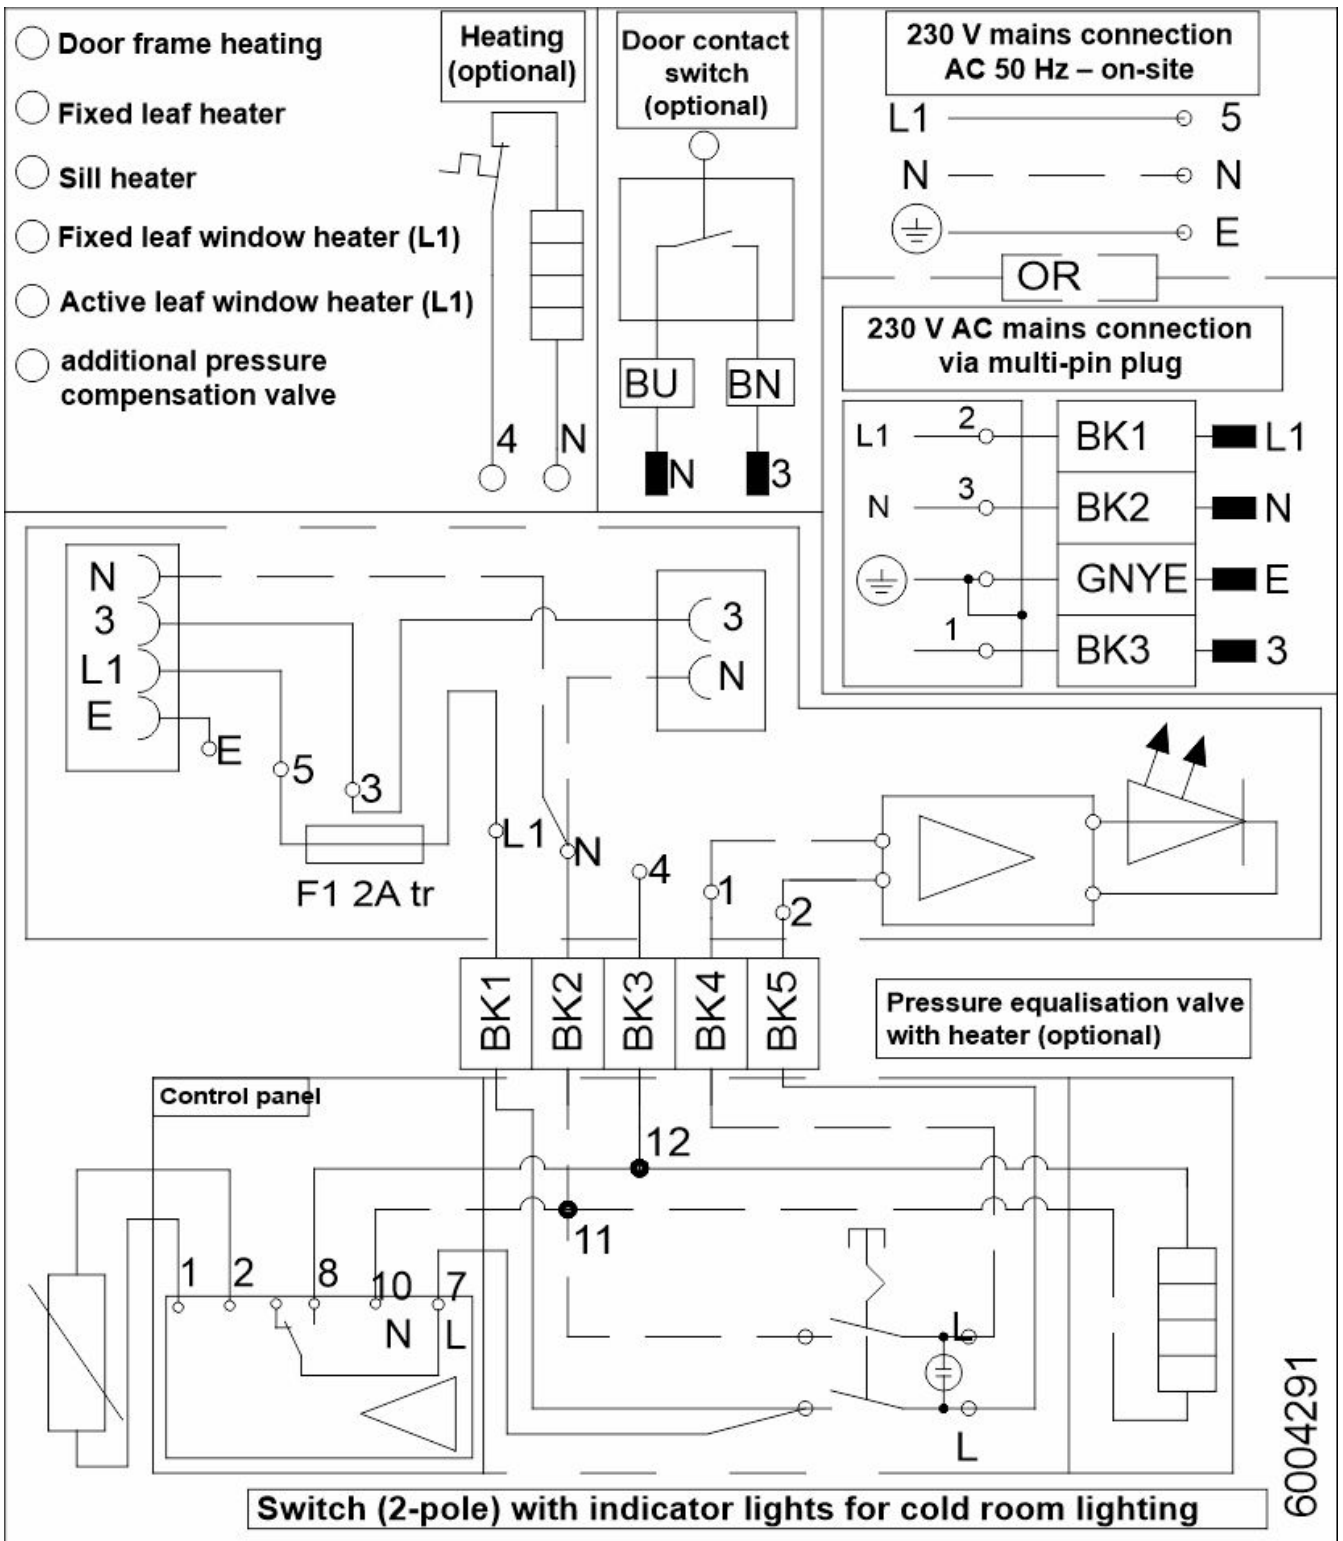 Door frame heating
Fixed leaf heater
Sill heater
Fixed leaf window heater (L1)
Active leaf window heater (L1)
additional pressure
compensation valve
Heating
(optional)
4 N
Door contact
switch
(optional)
BU BN
N 3
230 V mains connection
AC 50 Hz – on-site
L1 5
N N
E
OR
230 V AC mains connection
via multi-pin plug
L1 2 BK1 L1
N 3 BK2 N
GNYE E
1 BK3 3
N
3
L1
E
E
5
3
F1 2A tr
3
N
L1
N
4
1
2
BK1 BK2 BK3 BK4 BK5
Pressure equalisation valve
with heater (optional)
Control panel
12
11
1 2 8 10 7
N L
L
L
6004291
Switch (2-pole) with indicator lights for cold room lighting